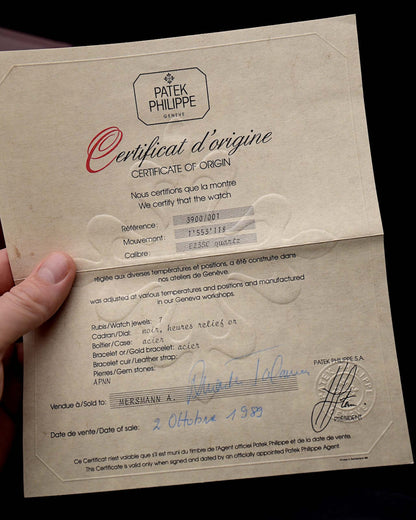 PATEK
PHILIPPE
GENEVE
Certificat d'origine
CERTIFICATE OF ORIGIN
Nous certifions que la montre
We certify that the watch
Référence: 3900/001
Mouvement: 1'553'118
Calibre: quartz
réglée aux diverses températures et positions, a été construite dans
nos ateliers de Genève.
was adjusted at various temperatures and positions and manufactured
in our Geneva workshops.
Rubis/Watch jewels: 7
Cadran/Dial: noir, heures relief or
Boîtier/Case: acier
Bracelet or/Gold bracelet: acier
Bracelet cuir/Leather strap:
Pierres/Gem stones:
APNN
PATEK PHILIPPE S.A.
Vendue à/Sold to: MERSMANN A.
PRESIDENT
Date de vente/Date of sale: 2 Ottobre 1989
Ce Certificat n'est valable que s'il est muni du timbre de l'Agent officiel Patek Philippe et de la date de vente.
This Certificate is valid only when signed and dated by an officially appointed Patek Philippe Agent.